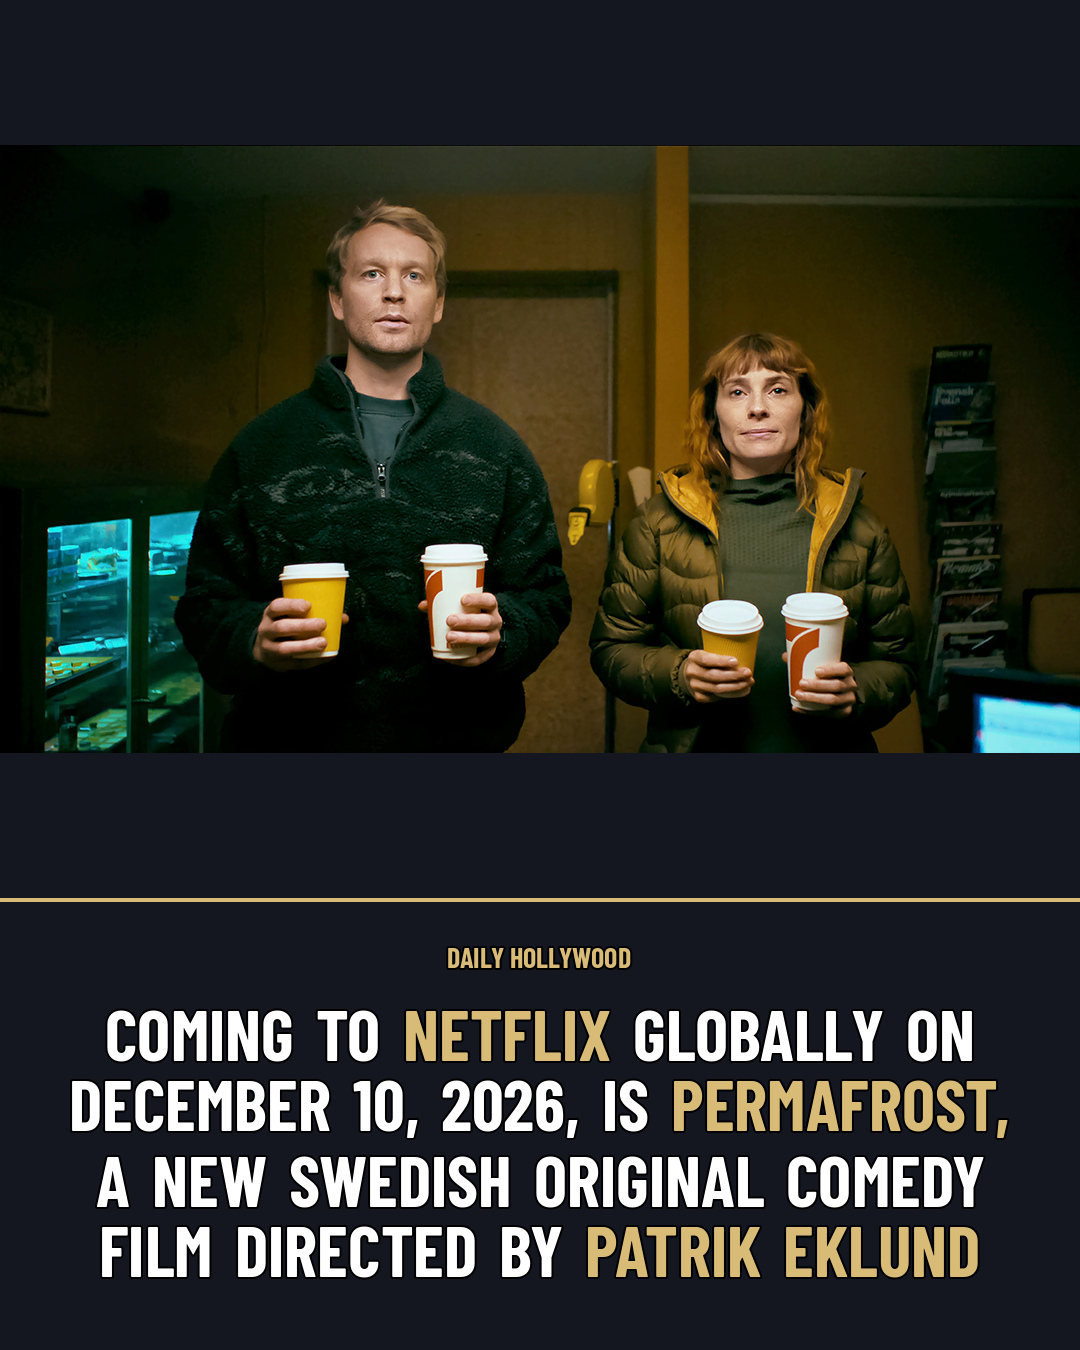 DAILY HOLLYWOOD
COMING TO NETFLIX GLOBALLY ON
DECEMBER 10, 2026, IS PERMAFROST,
A NEW SWEDISH ORIGINAL COMEDY
FILM DIRECTED BY PATRIK EKLUND